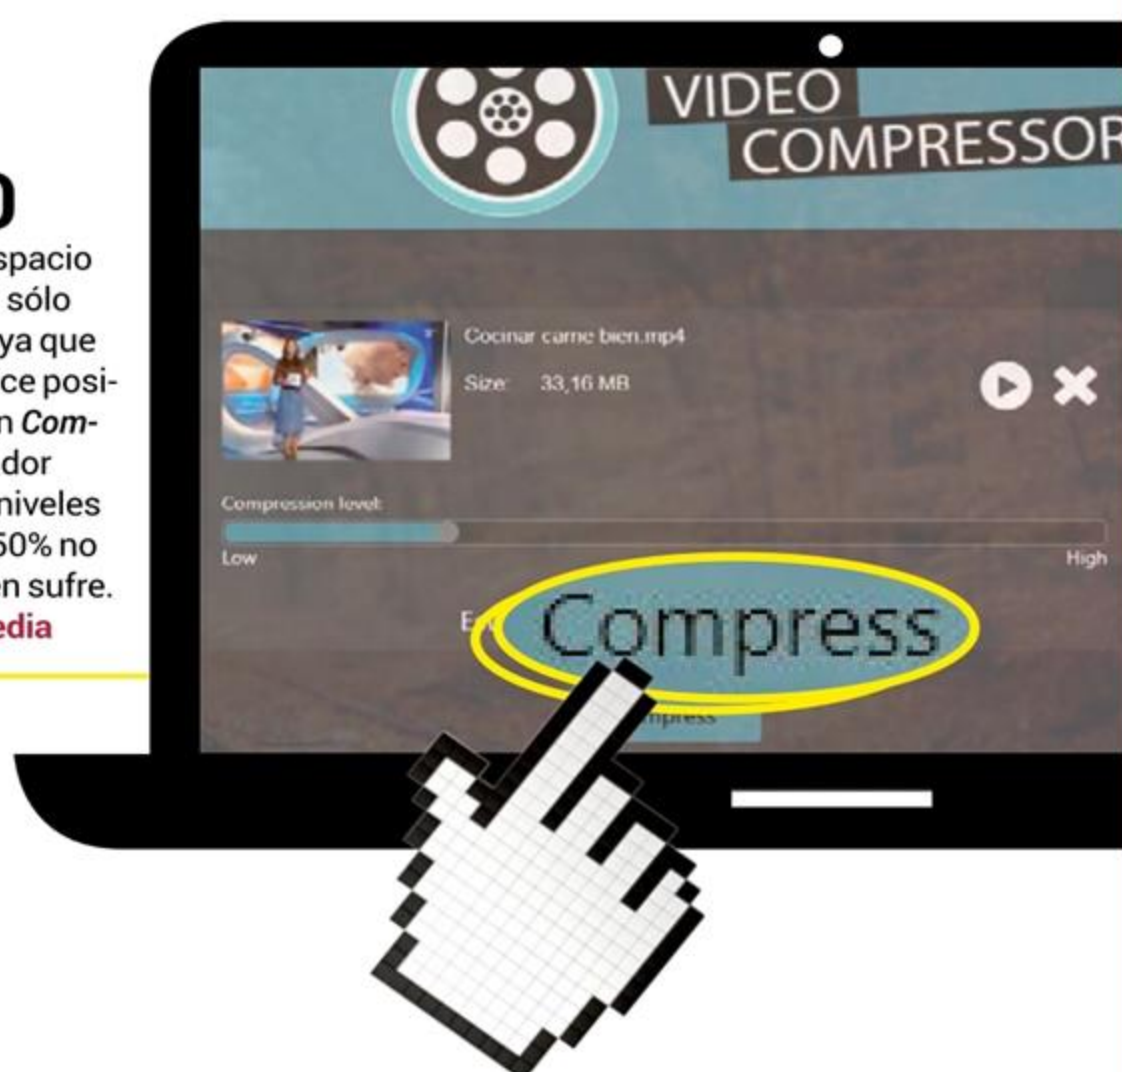 spacio
sólo
ya que
ce posi-
n Com-
dor
niveles
50% no
en sufre.
edia
VIDEO
COMPRESSOR
Cocinar carne bien.mp4
Size: 33,16 MB
Compression level:
Low
High
Compress
mpress